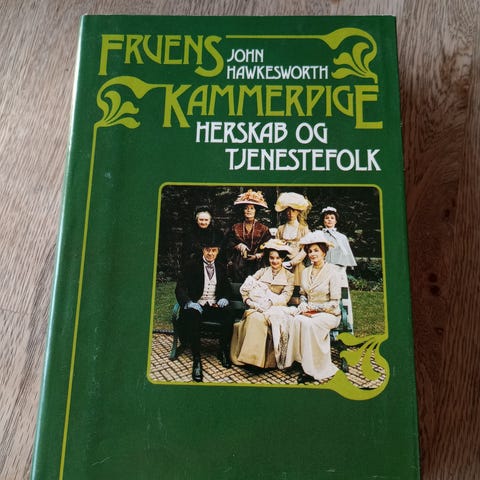 FRUENS
JOHN
HAWKESWORTH
KAMMERPIGE
HERSKAB OG
TJENESTEFOLK